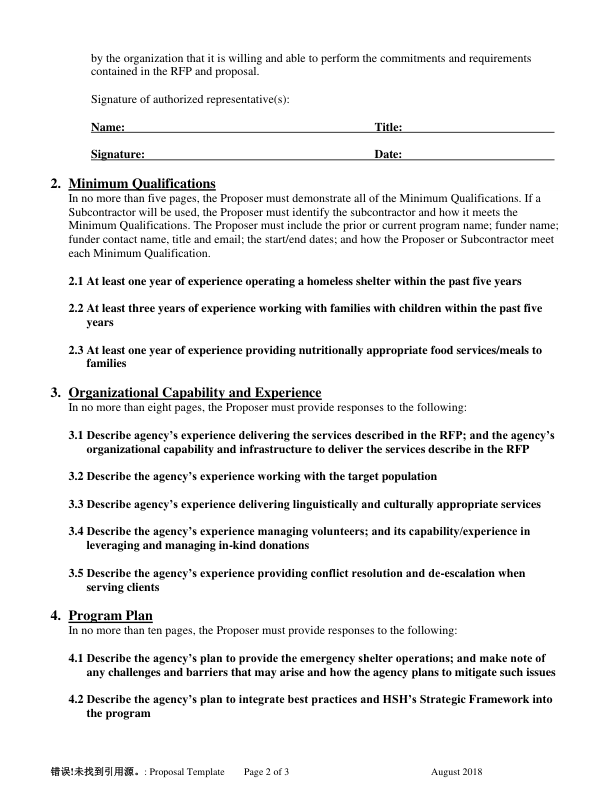 by the organization that it is willing and able to perform the commitments and requirements
contained in the RFP and proposal.
Signature of authorized representative(s):
Name: Title:
Signature: Date:
2. Minimum Qualifications
In no more than five pages, the Proposer must demonstrate all of the Minimum Qualifications. If a
Subcontractor will be used, the Proposer must identify the subcontractor and how it meets the
Minimum Qualifications. The Proposer must include the prior or current program name; funder name;
funder contact name, title and email; the start/end dates; and how the Proposer or Subcontractor meet
each Minimum Qualification.
2.1 At least one year of experience operating a homeless shelter within the past five years
2.2 At least three years of experience working with families with children within the past five
years
2.3 At least one year of experience providing nutritionally appropriate food services/meals to
families
3. Organizational Capability and Experience
In no more than eight pages, the Proposer must provide responses to the following:
3.1 Describe agency’s experience delivering the services described in the RFP; and the agency’s
organizational capability and infrastructure to deliver the services describe in the RFP
3.2 Describe the agency’s experience working with the target population
3.3 Describe agency’s experience delivering linguistically and culturally appropriate services
3.4 Describe the agency’s experience managing volunteers; and its capability/experience in
leveraging and managing in-kind donations
3.5 Describe the agency’s experience providing conflict resolution and de-escalation when
serving clients
4. Program Plan
In no more than ten pages, the Proposer must provide responses to the following:
4.1 Describe the agency’s plan to provide the emergency shelter operations; and make note of
any challenges and barriers that may arise and how the agency plans to mitigate such issues
4.2 Describe the agency’s plan to integrate best practices and HSH’s Strategic Framework into
the program
错误!未找到引用源。: Proposal Template Page 2 of 3 August 2018